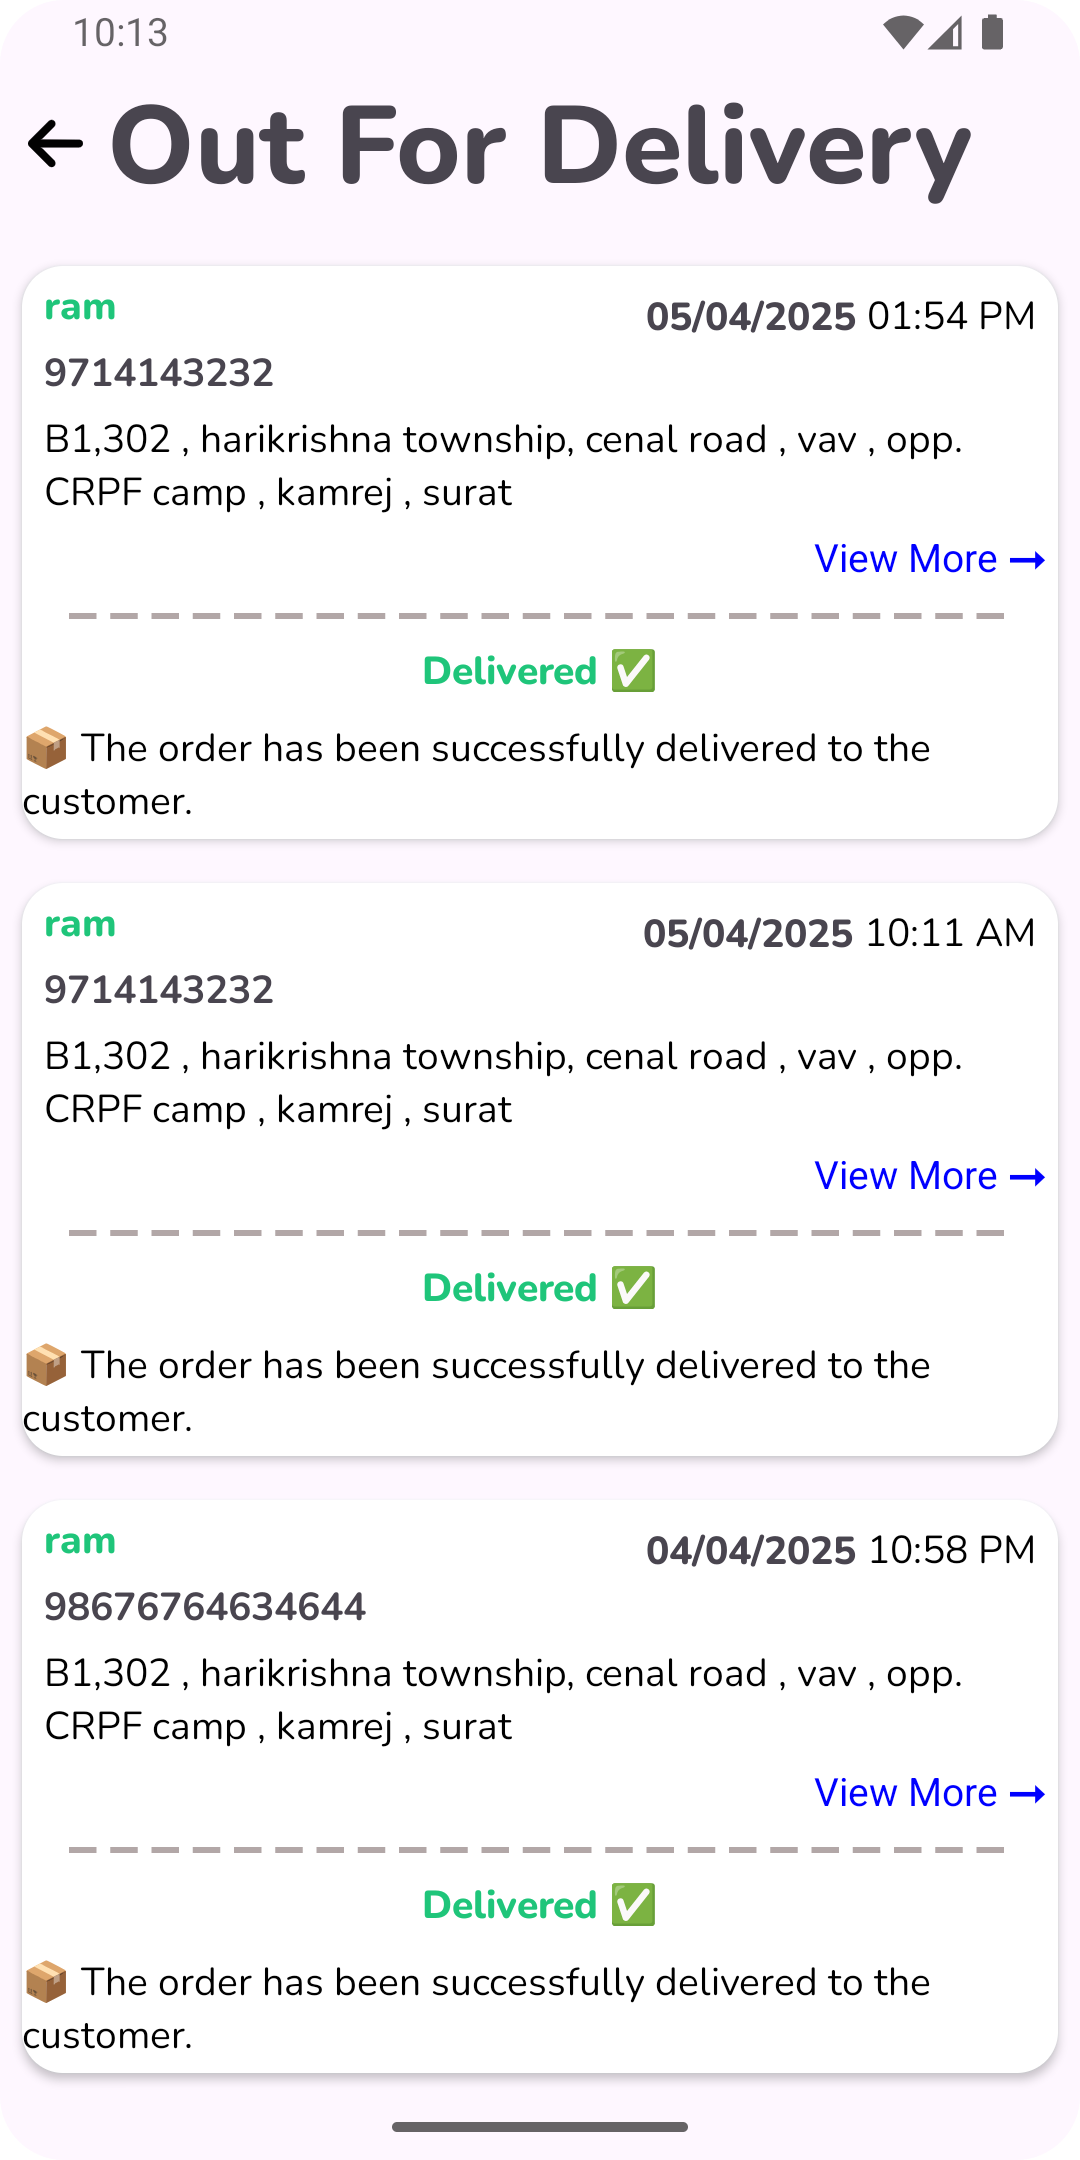 10:13
Out For Delivery
ram
05/04/2025 01:54 PM
9714143232
B1,302 , harikrishna township, cenal road , vav , opp.
CRPF camp , kamrej , surat
View More →
Delivered ✅
📦 The order has been successfully delivered to the
customer.
ram
05/04/2025 10:11 AM
9714143232
B1,302 , harikrishna township, cenal road , vav , opp.
CRPF camp , kamrej , surat
View More →
Delivered ✅
📦 The order has been successfully delivered to the
customer.
ram
04/04/2025 10:58 PM
98676764634644
B1,302 , harikrishna township, cenal road , vav , opp.
CRPF camp , kamrej , surat
View More →
Delivered ✅
📦 The order has been successfully delivered to the
customer.